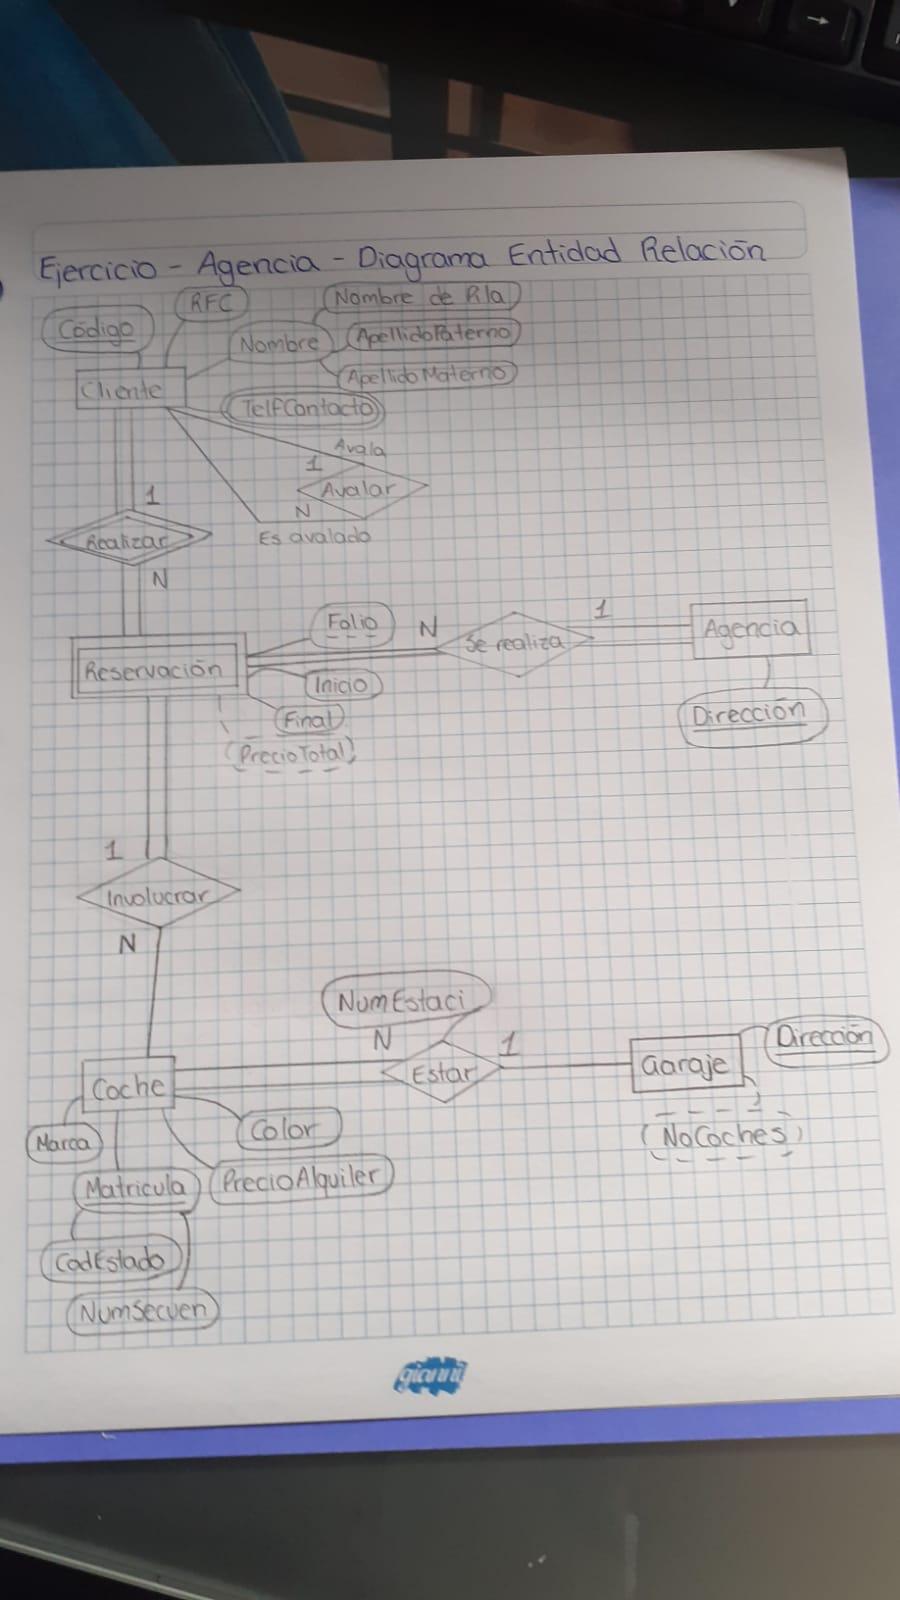 Ejercicio - Agencia - Diagrama Entidad Relación
RFC
Nombre de Pila
Código
Nombre
ApellidoPaterno
Cliente
ApellidoMaterno
TelfContacto
Avala
1
Avalar
1
N
Realizar
Es avalado
N
Folio
N
1
Se realiza
Agencia
Reservación
Inicio
Final
Dirección
PrecioTotal
1
Involucrar
N
NumEstaci
N
1
Dirección
Estar
Garaje
Coche
Color
NoCoches
Marca
Matricula
PrecioAlquiler
CodEstado
NumSecuen
gianni